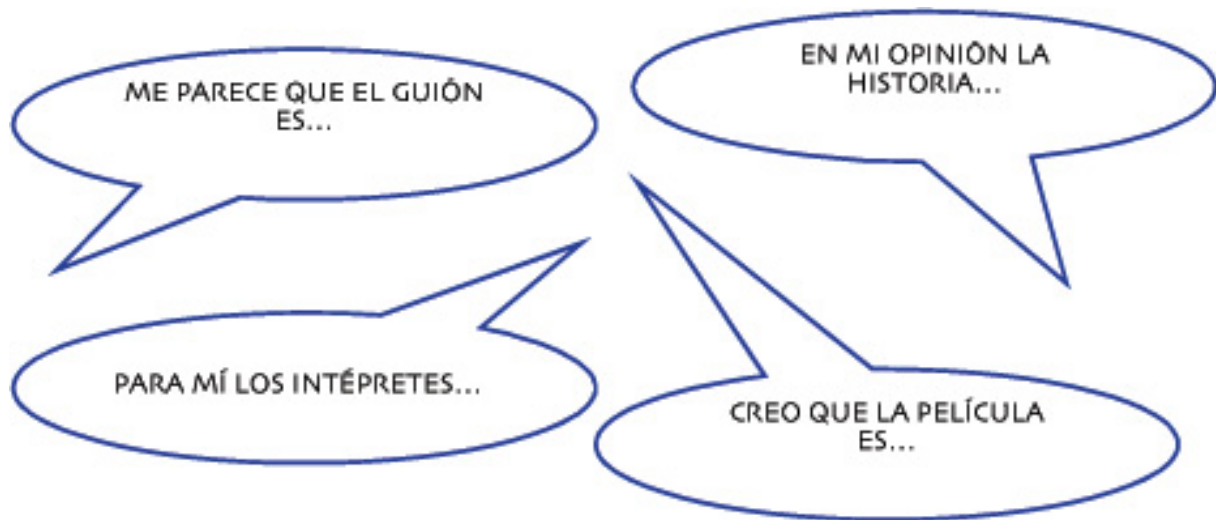 ME PARECE QUE EL GUIÓN
ES...
EN MI OPINIÓN LA
HISTORIA...
PARA MÍ LOS INTÉPRETES...
CREO QUE LA PELÍCULA
ES...